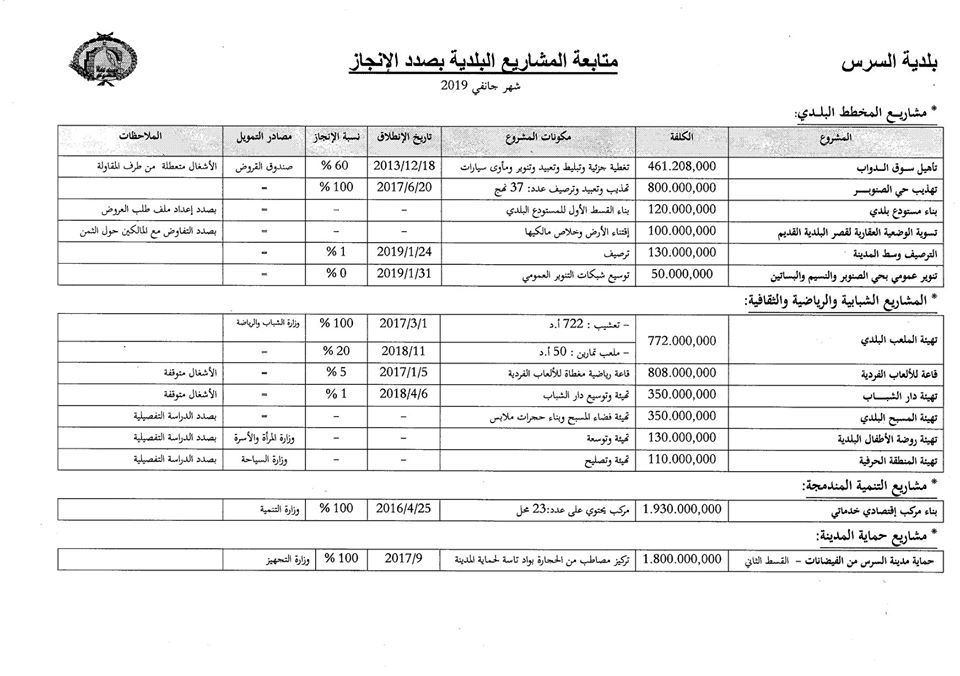 بلدية السرس
متابعة المشاريع البلدية بصدد الإنجاز
شهر جانفي 2019
* مشاريع المخطط البلدي:
المشروع الكلفة مكونات المشروع تاريخ الإنطلاق نسبة الإنجاز مصادر التمويل الملاحظات
تأهيل سوق الدواب 461.208,000 تغطية جزئية وتبليط وتعبيد وتنوير ومأوى سيارات 2013/12/18 60 % صندوق القروض الأشغال متعطلة من طرف المقاولة
تهذيب حي الصنوبر 800.000,000 تهذيب وتعبيد وترصيف عدد: 37 نهج 2017/6/20 100 % =
بناء مستودع بلدي 120.000,000 بناء القسط الأول للمستودع البلدي - - = بصدد إعداد ملف طلب العروض
تسوية الوضعية العقارية لقصر البلدية القديم 100.000,000 إقتناء الأرض وخلاص مالكيها - - = بصدد التفاوض مع المالكين حول الثمن
الترصيف وسط المدينة 130.000,000 ترصيف 2019/1/24 1 % =
تنوير عمومي بحي الصنوبر والنسيم والبساتين 50.000,000 توسيع شبكات التنوير العمومي 2019/1/31 0 % =
* المشاريع الشبابية والرياضية والثقافية:
تهيئة الملعب البلدي 772.000,000 - تعشيب : 722 أ.د 2017/3/1 100 % وزارة الشباب والرياضة
- ملعب تمارين : 50 أ.د 2018/11 20 % =
قاعة للألعاب الفردية 808.000,000 قاعة رياضية مغطاة للألعاب الفردية 2017/1/5 5 % = الأشغال متوقفة
تهيئة دار الشباب 350.000,000 تهيئة وتوسيع دار الشباب 2018/4/6 1 % = الأشغال متوقفة
تهيئة المسبح البلدي 350.000,000 تهيئة فضاء المسبح وبناء حجرات ملابس - - = بصدد الدراسة التفصيلية
تهيئة روضة الأطفال البلدية 130.000,000 تهيئة وتوسعة - - وزارة المرأة والأسرة بصدد الدراسة التفصيلية
تهيئة المنطقة الحرفية 110.000,000 تهيئة وتصليح - - وزارة السياحة بصدد الدراسة التفصيلية
* مشاريع التنمية المندمجة:
بناء مركب إقتصادي خدماتي 1.930.000,000 مركب يحتوي على عدد:23 محل 2016/4/25 100 % وزارة التنمية
* مشاريع حماية المدينة:
حماية مدينة السرس من الفيضانات - القسط الثاني 1.800.000,000 تركيز مصاطب من الحجارة بواد تاسة لحماية المدينة 2017/9 100 % وزارة التجهيز